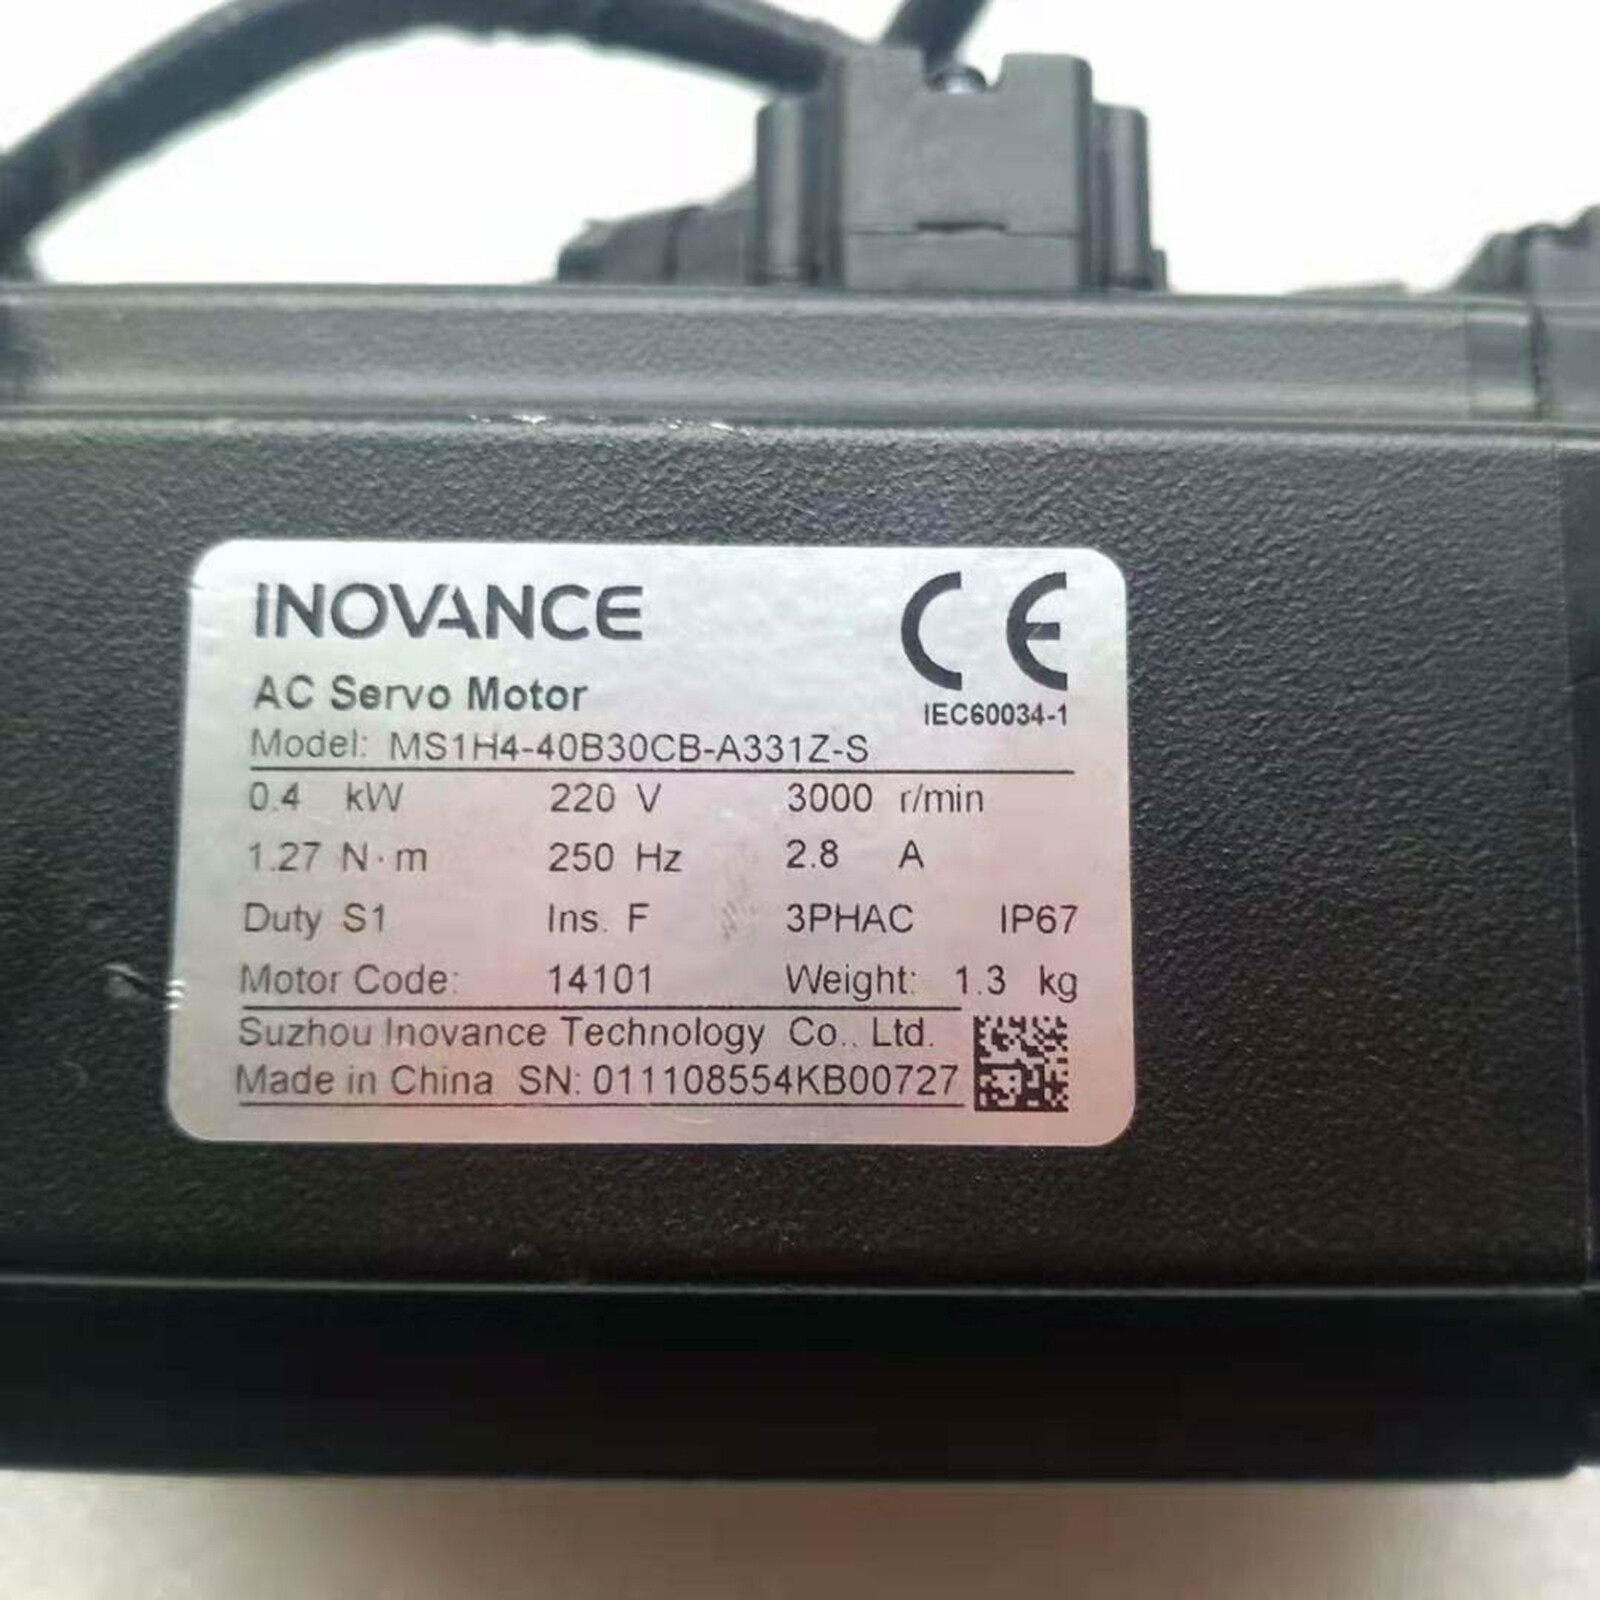 INOVANCE
CE
AC Servo Motor
IEC60034-1
Model: MS1H4-40B30CB-A331Z-S
0.4 kW 220 V 3000 r/min
1.27 N·m 250 Hz 2.8 A
Duty S1 Ins. F 3PHAC IP67
Motor Code: 14101 Weight: 1.3 kg
Suzhou Inovance Technology Co., Ltd.
Made in China SN: 011108554KB00727